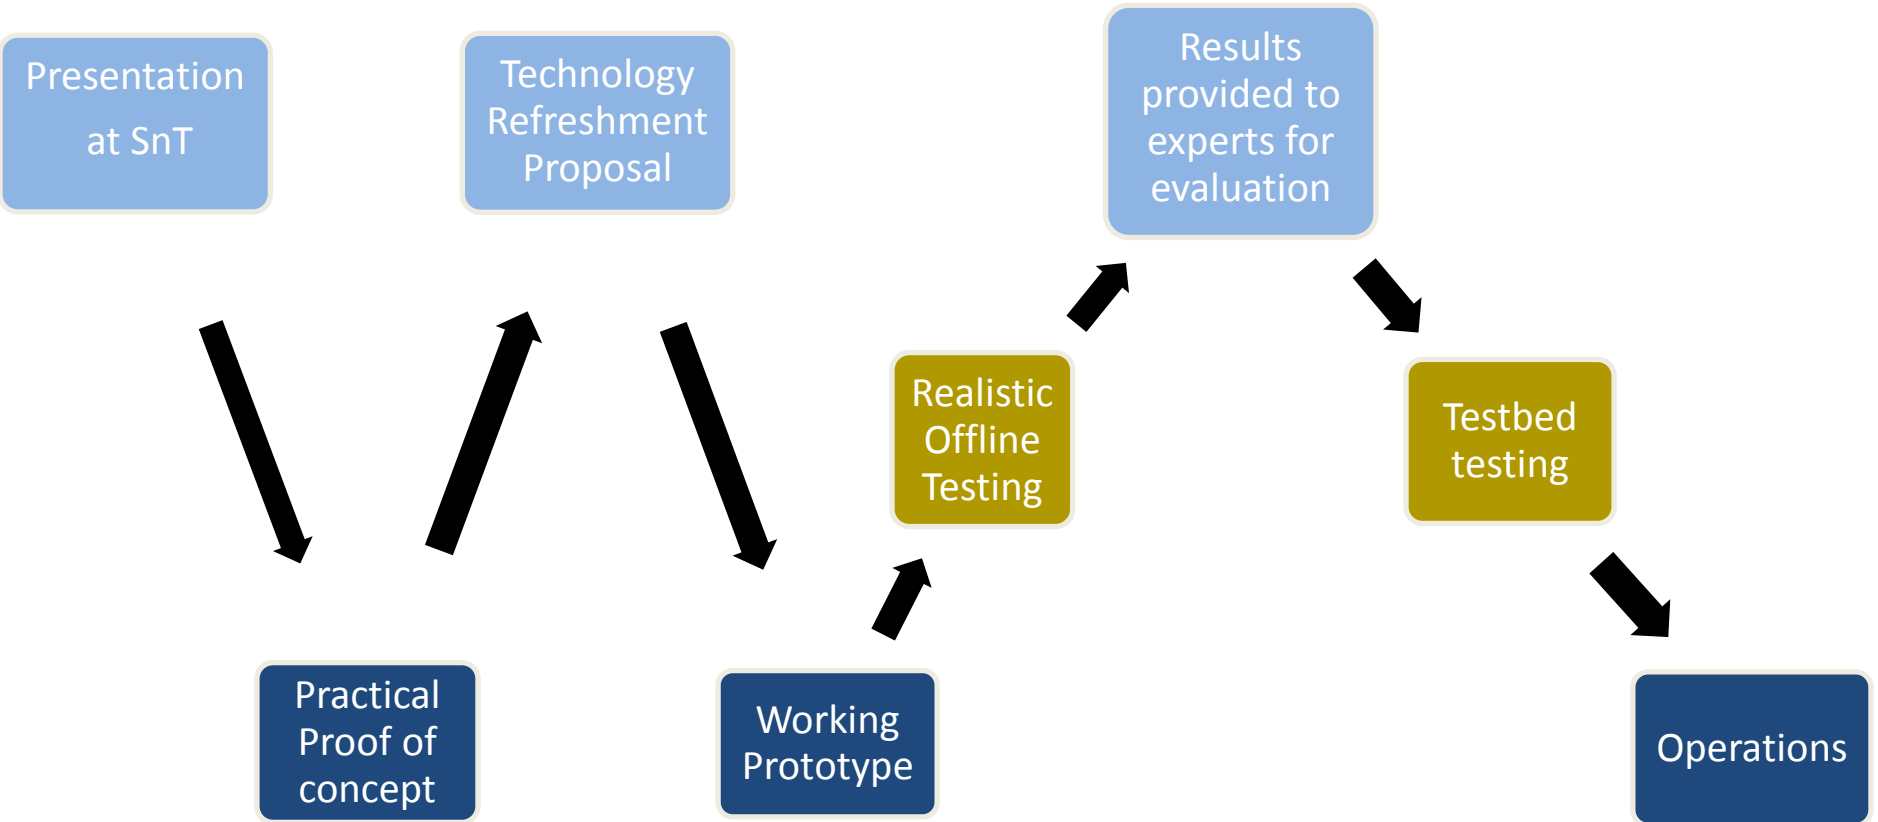 Presentation
at SnT
Technology
Refreshment
Proposal
Results
provided to
experts for
evaluation
Realistic
Offline
Testing
Testbed
testing
Practical
Proof of
concept
Working
Prototype
Operations